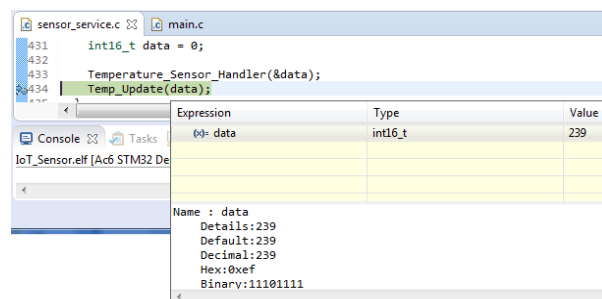 sensor_service.c main.c
431 int16_t data = 0;
432
433 Temperature_Sensor_Handler(&data);
434 Temp_Update(data);
Expression Type Value
(x)= data int16_t 239
Console Tasks
IoT_Sensor.elf [Ac6 STM32 De
Name : data
Details:239
Default:239
Decimal:239
Hex:0xef
Binary:11101111